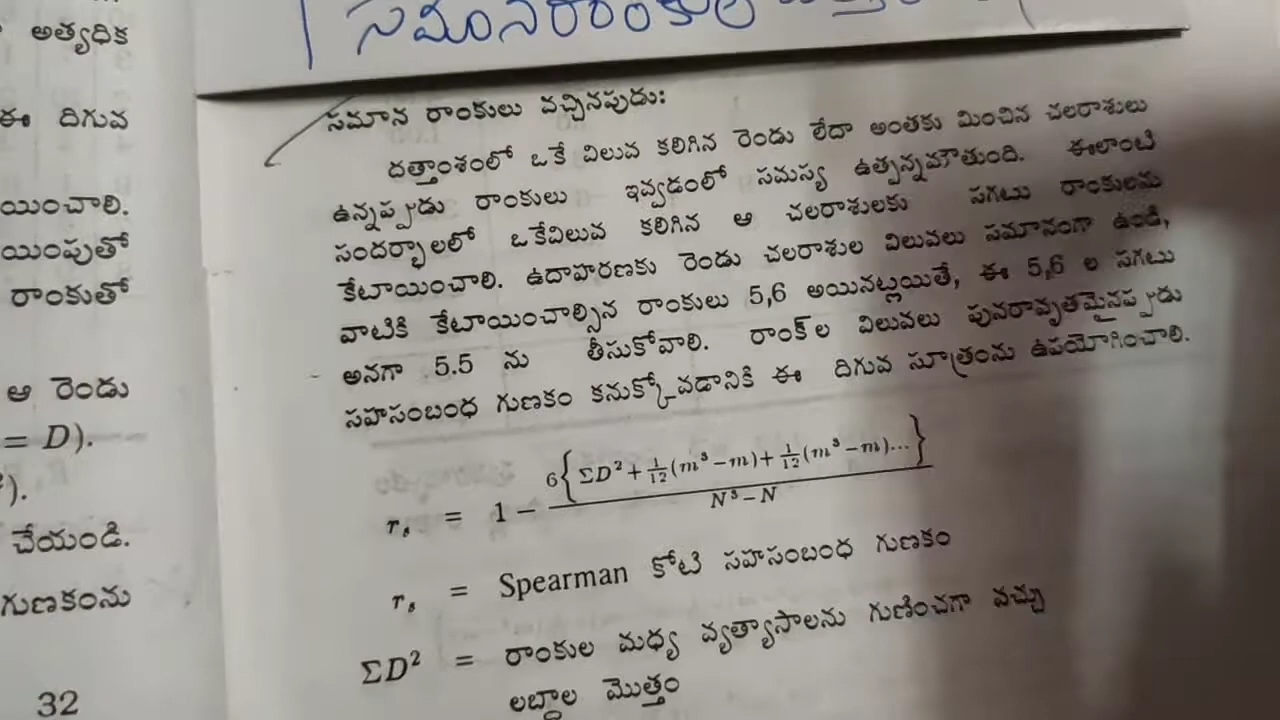 అత్యధిక
ఈ దిగువ
యించాలి.
యింపుతో
రాంకుతో
ఆ రెండు
= D).
²).
చేయండి.
గుణకంను
32
సమాన రాంకులు వచ్చినపుడు:
దత్తాంశంలో ఒకే విలువ కలిగిన రెండు లేదా అంతకు మించిన చలరాశులు
ఉన్నప్పుడు రాంకులు ఇవ్వడంలో సమస్య ఉత్పన్నమౌతుంది. ఈలాంటి
సందర్భాలలో ఒకేవిలువ కలిగిన ఆ చలరాశులకు సగటు రాంకులను
కేటాయించాలి. ఉదాహరణకు రెండు చలరాశుల విలువలు సమానంగా ఉండి,
వాటికి కేటాయించాల్సిన రాంకులు 5,6 అయినట్లయితే, ఈ 5,6 ల సగటు
అనగా 5.5 ను తీసుకోవాలి. రాంక్‌ల విలువలు పునరావృతమైనప్పుడు
సహసంబంధ గుణకం కనుక్కోవడానికి ఈ దిగువ సూత్రంను ఉపయోగించాలి.
r_s = 1 − 6{ΣD² + 1/12(m³ − m) + 1/12(m³ − m)...} / N³ − N
r_s = Spearman కోటి సహసంబంధ గుణకం
ΣD² = రాంకుల మధ్య వ్యత్యాసాలను గుణించగా వచ్చు
లబ్దాల మొత్తం